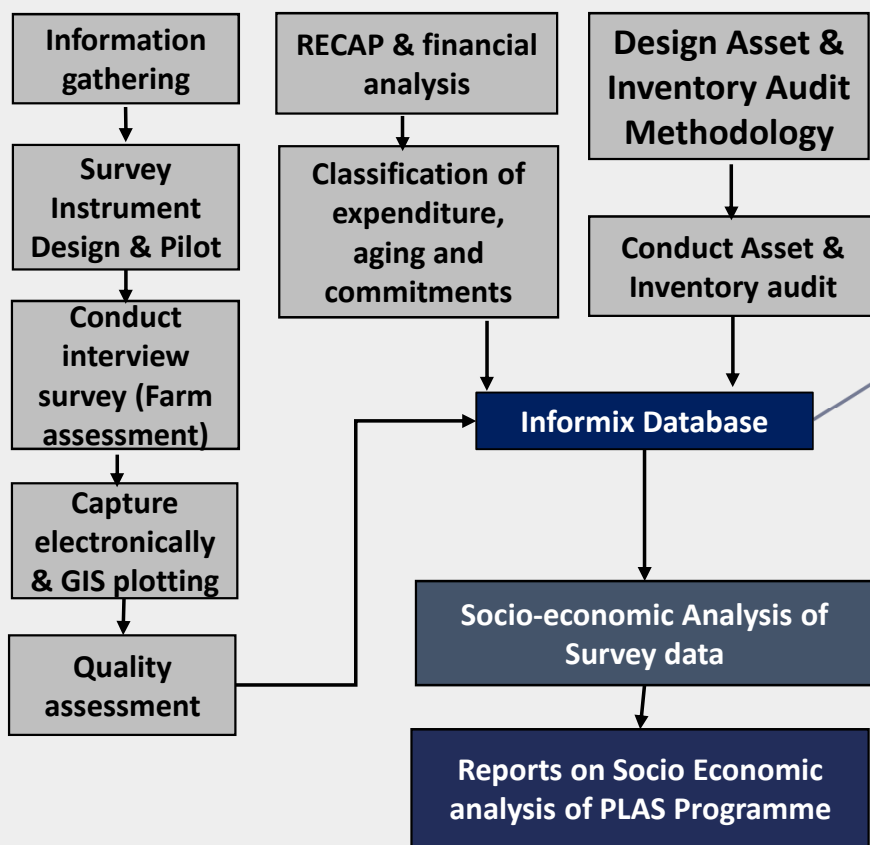 Information
gathering
Survey
Instrument
Design & Pilot
Conduct
interview
survey (Farm
assessment)
Capture
electronically
& GIS plotting
Quality
assessment
RECAP & financial
analysis
Classification of
expenditure,
aging and
commitments
Design Asset &
Inventory Audit
Methodology
Conduct Asset &
Inventory audit
Informix Database
Socio-economic Analysis of
Survey data
Reports on Socio Economic
analysis of PLAS Programme